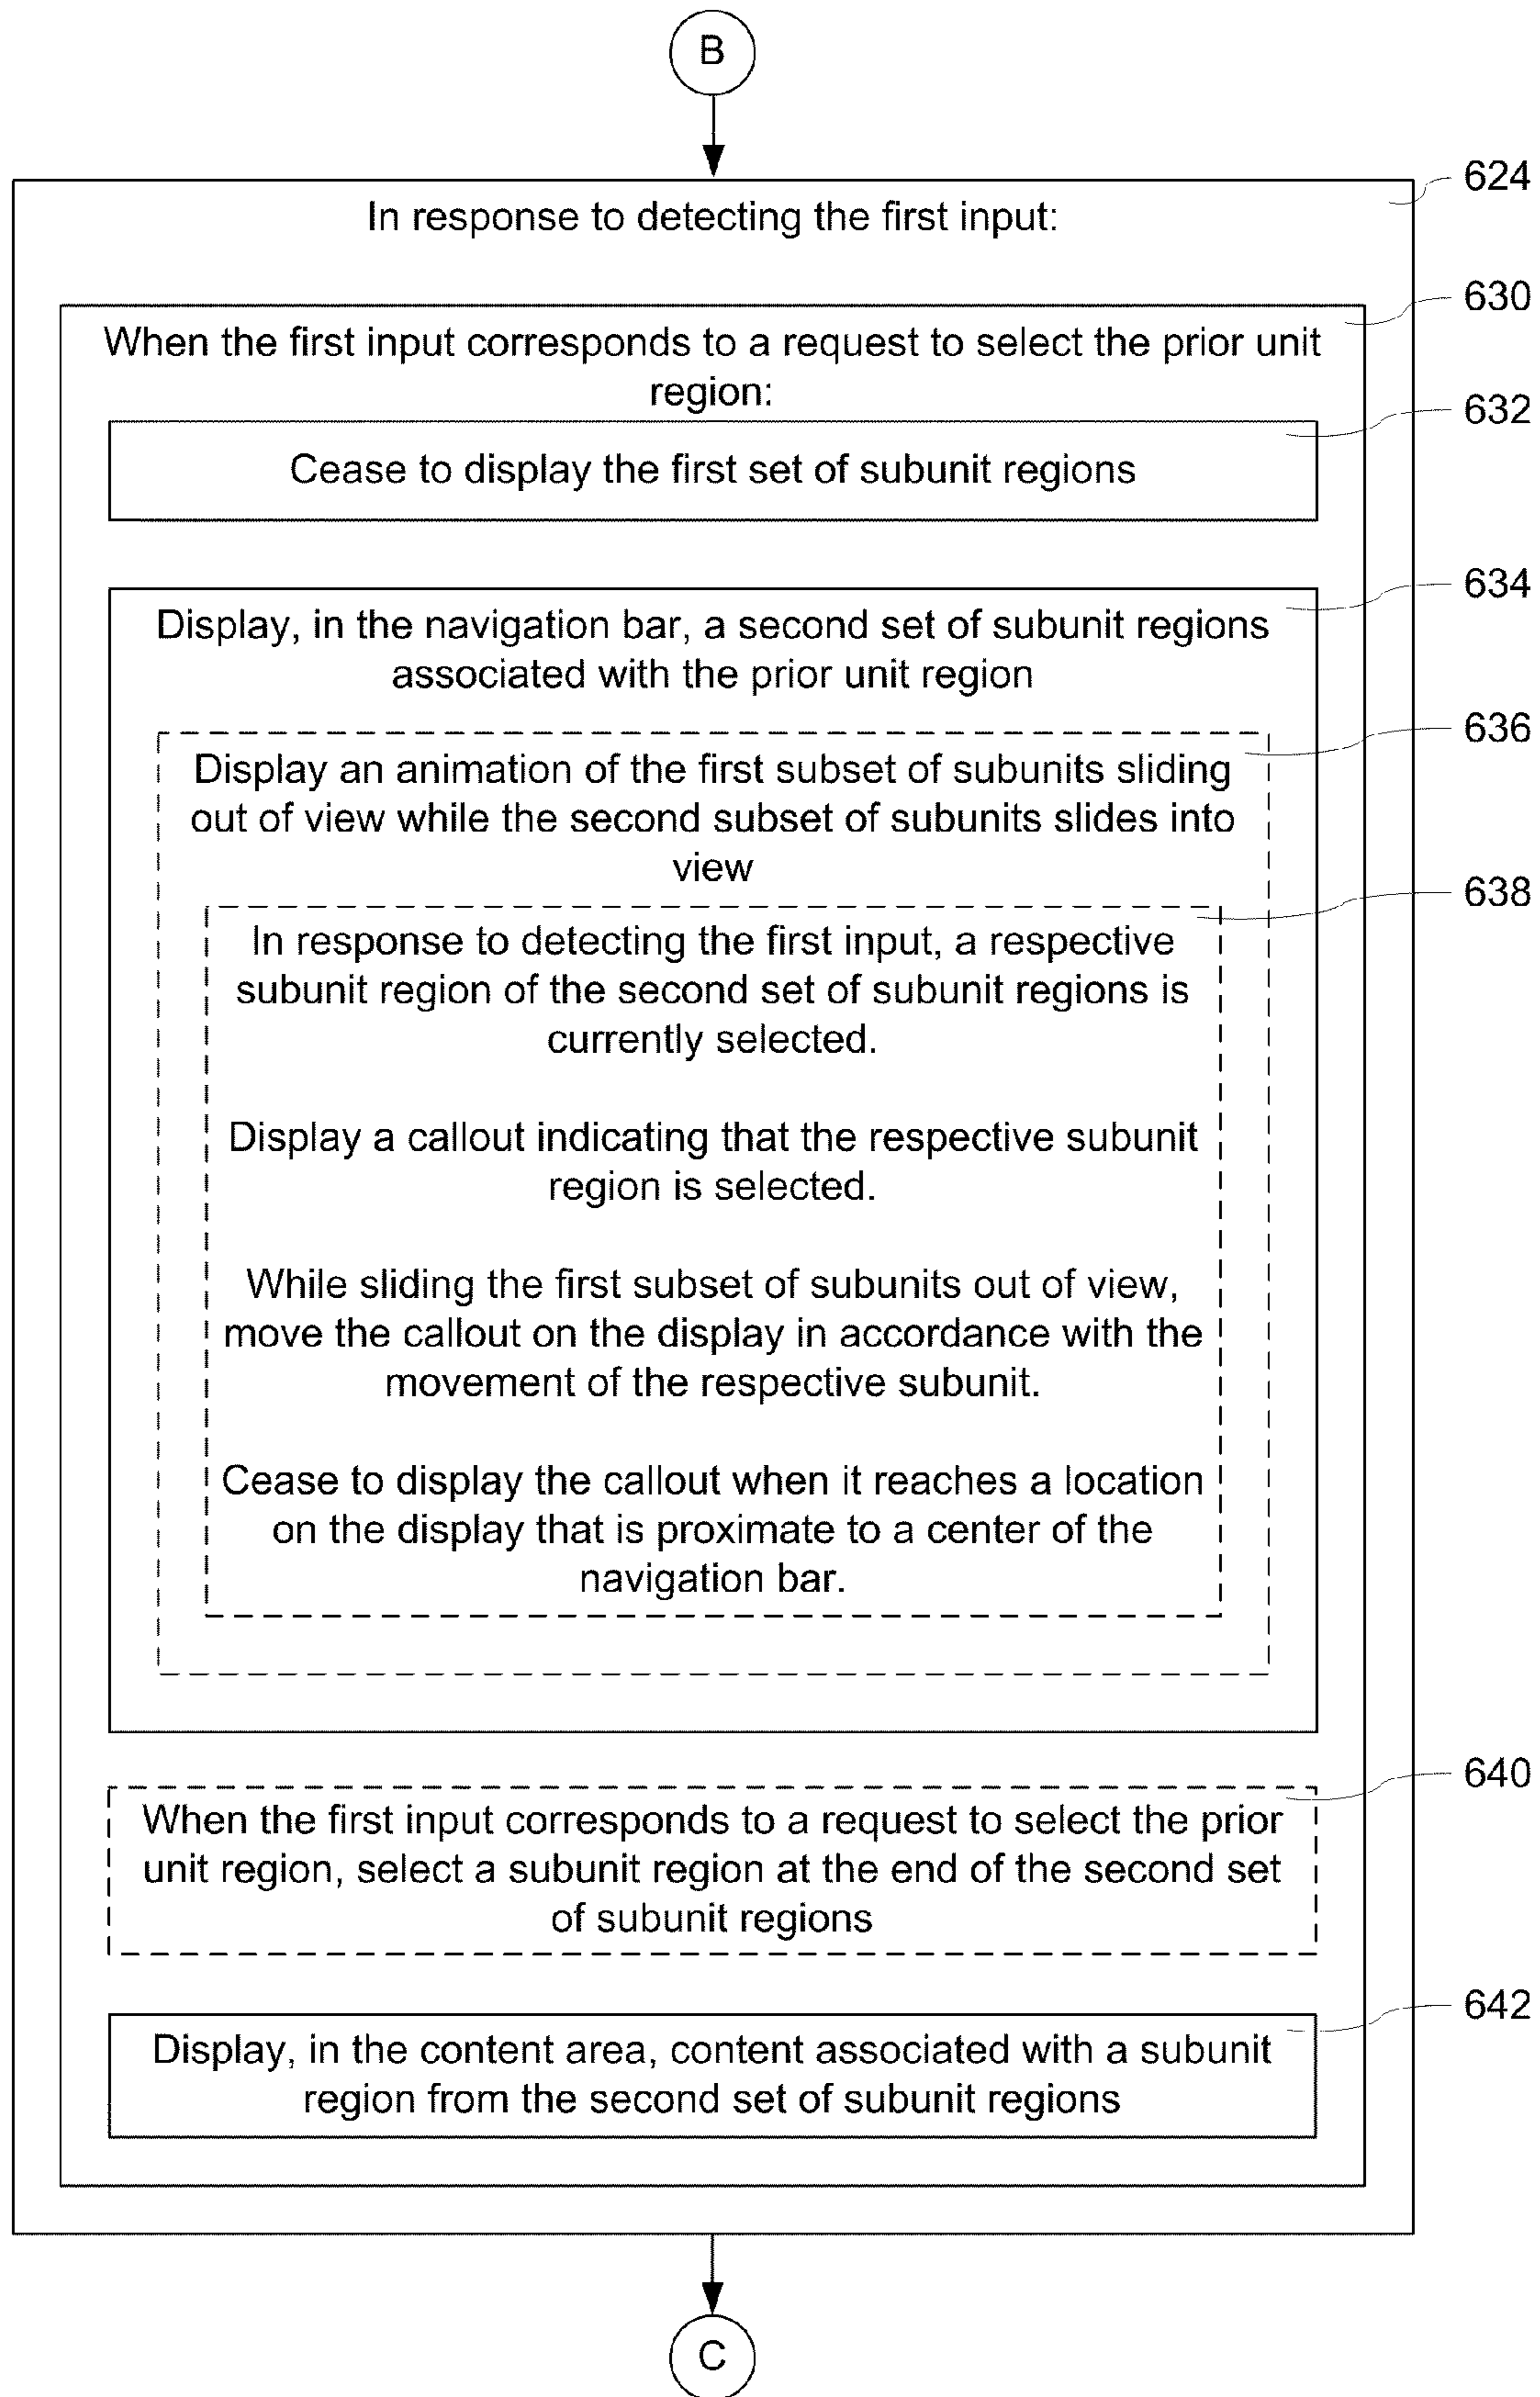 B
624
In response to detecting the first input:
630
When the first input corresponds to a request to select the prior unit
region:
632
Cease to display the first set of subunit regions
634
Display, in the navigation bar, a second set of subunit regions
associated with the prior unit region
636
Display an animation of the first subset of subunits sliding
out of view while the second subset of subunits slides into
view
638
In response to detecting the first input, a respective
subunit region of the second set of subunit regions is
currently selected.
Display a callout indicating that the respective subunit
region is selected.
While sliding the first subset of subunits out of view,
move the callout on the display in accordance with the
movement of the respective subunit.
Cease to display the callout when it reaches a location
on the display that is proximate to a center of the
navigation bar.
640
When the first input corresponds to a request to select the prior
unit region, select a subunit region at the end of the second set
of subunit regions
642
Display, in the content area, content associated with a subunit
region from the second set of subunit regions
C